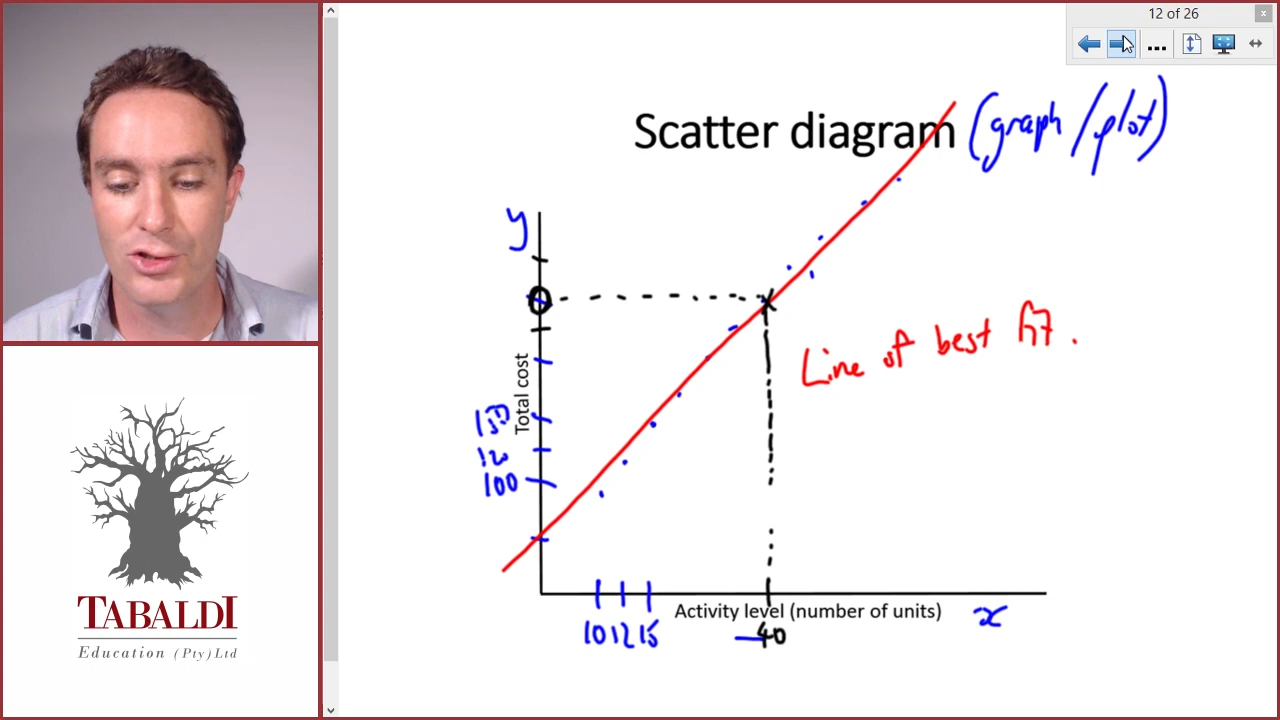 12 of 26
Scatter diagram (graph/plot)
y
Total cost
150
120
100
Line of best fit.
Activity level (number of units) x
10 12 15 40
TABALDI
Education (Pty) Ltd